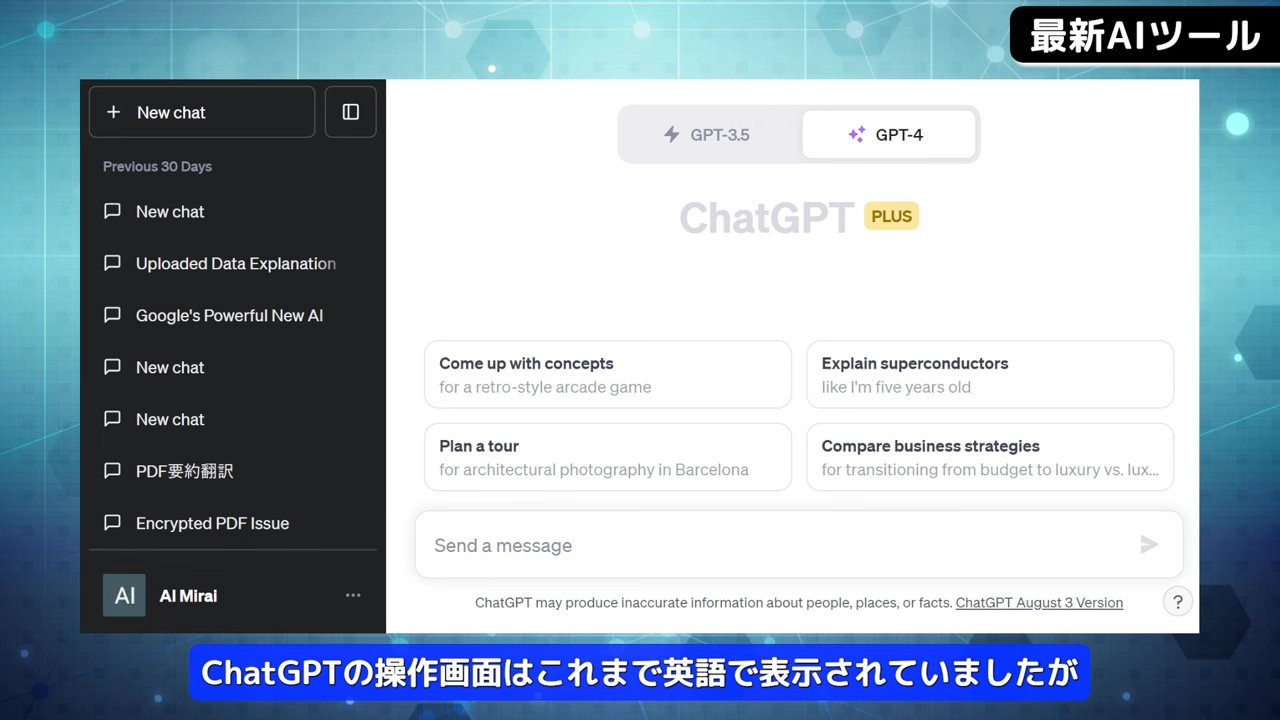 最新AIツール
New chat
Previous 30 Days
New chat
Uploaded Data Explanation
Google's Powerful New AI
New chat
New chat
PDF要約翻訳
Encrypted PDF Issue
AI
AI Mirai
GPT-3.5
GPT-4
ChatGPT PLUS
Come up with concepts
for a retro-style arcade game
Explain superconductors
like I'm five years old
Plan a tour
for architectural photography in Barcelona
Compare business strategies
for transitioning from budget to luxury vs. lux...
Send a message
ChatGPT may produce inaccurate information about people, places, or facts. ChatGPT August 3 Version
?
ChatGPTの操作画面はこれまで英語で表示されていましたが